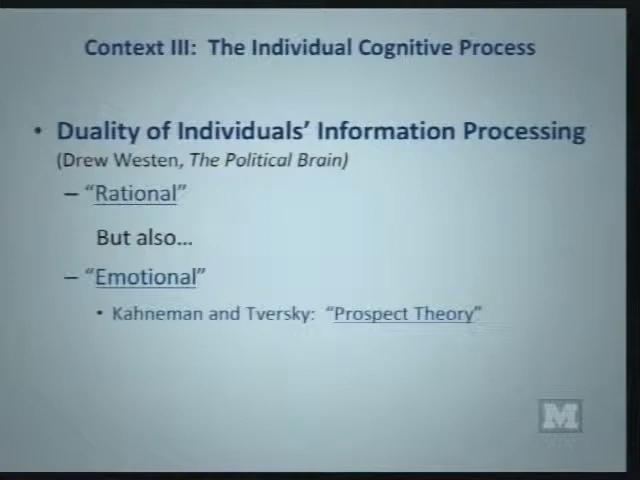 Context III: The Individual Cognitive Process
• Duality of Individuals’ Information Processing
(Drew Westen, The Political Brain)
– “Rational”
But also...
– “Emotional”
• Kahneman and Tversky: “Prospect Theory”
M